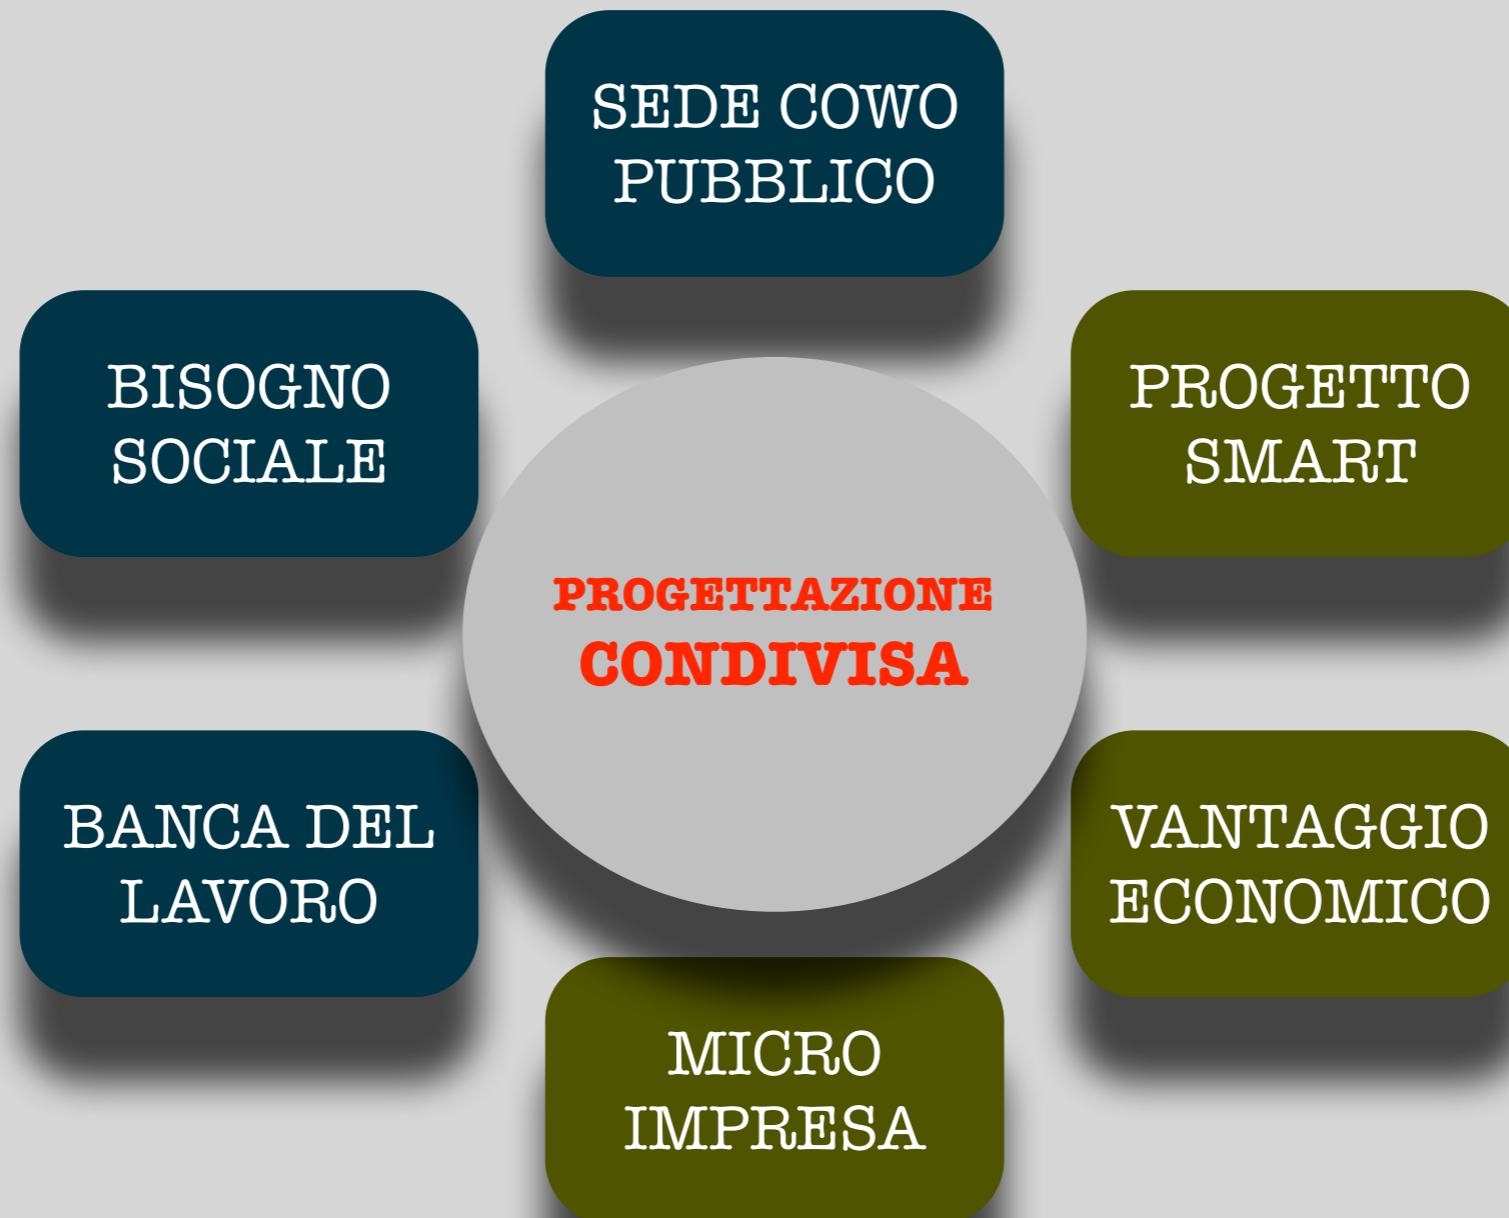 SEDE COWO
PUBBLICO
BISOGNO
SOCIALE
PROGETTO
SMART
PROGETTAZIONE
CONDIVISA
BANCA DEL
LAVORO
VANTAGGIO
ECONOMICO
MICRO
IMPRESA